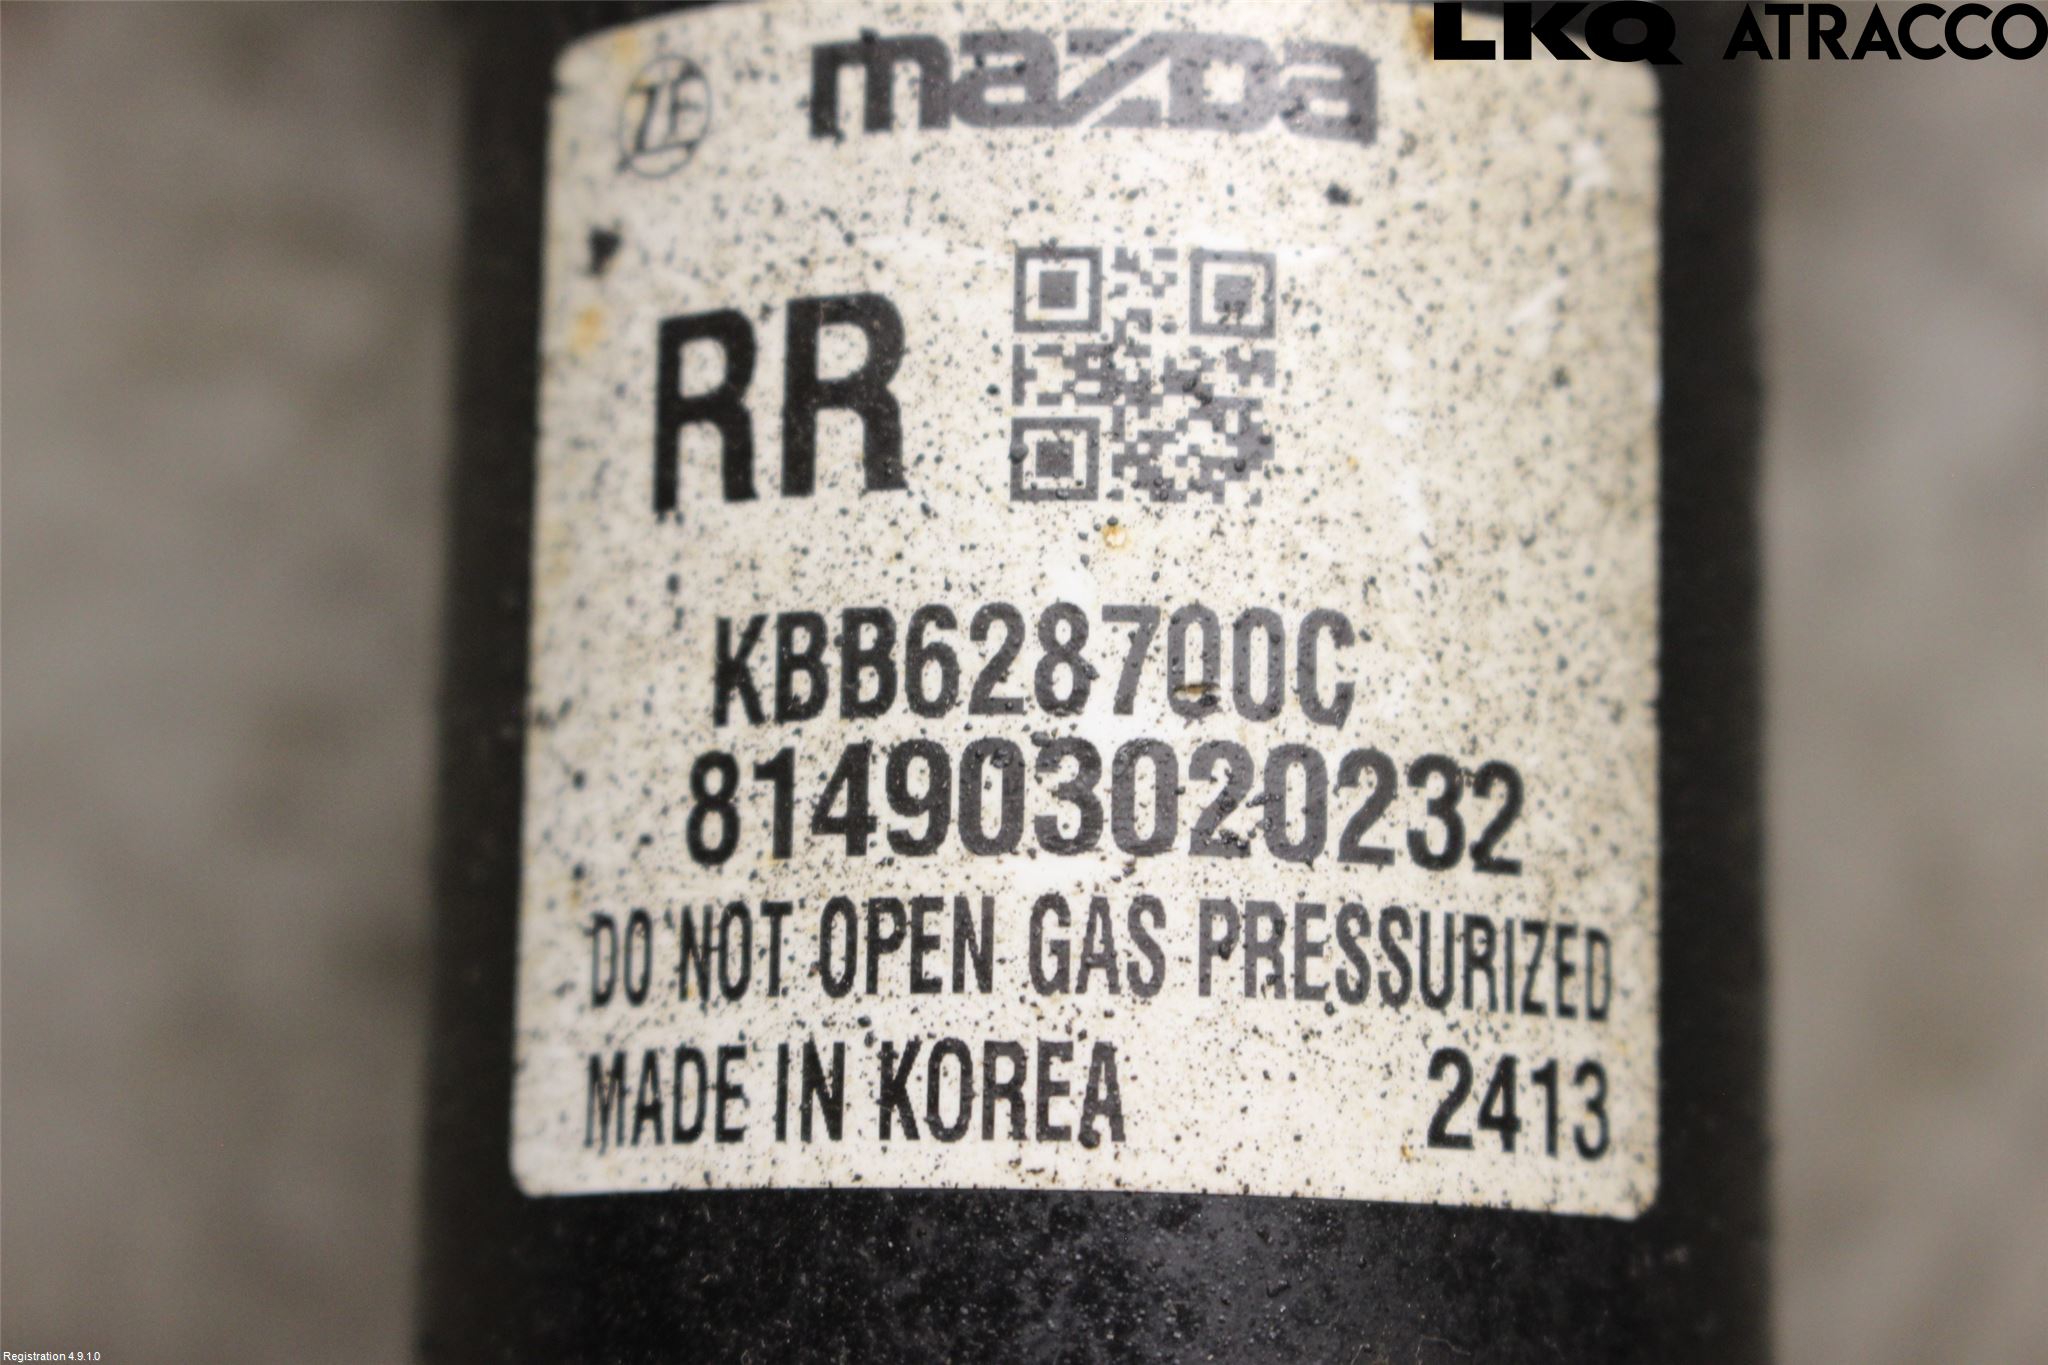 LKQ ATRACCO
ZF mazda
RR
KBB628700C
814903020232
DO NOT OPEN GAS PRESSURIZED
MADE IN KOREA 2413
Registration 4.9.1.0